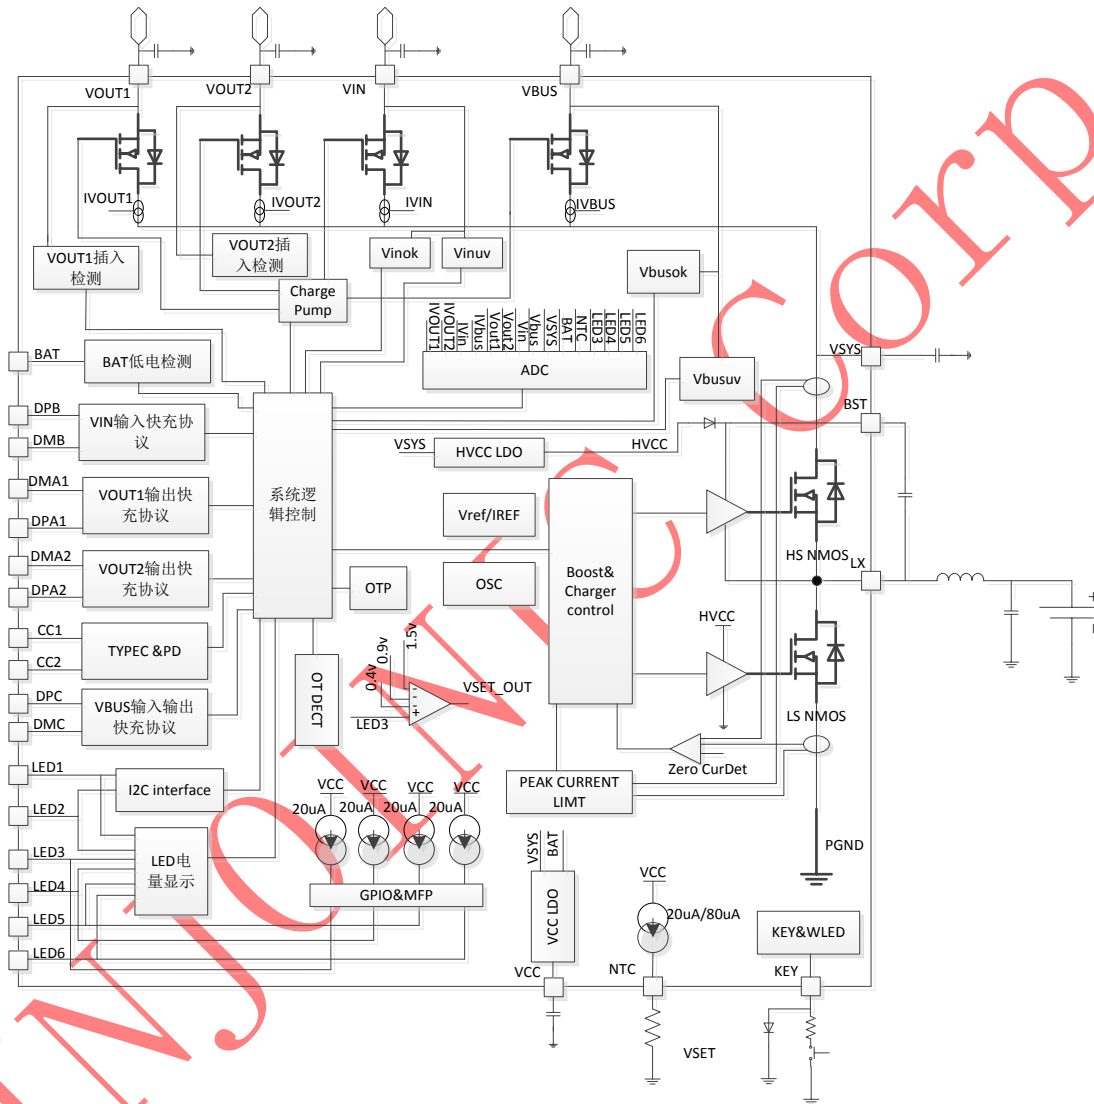 VOUT1
VOUT2
VIN
VBUS
IVOUT1
IVOUT2
IVIN
IVBUS
VOUT1插入
检测
VOUT2插
入检测
Vinok
Vinuv
Vbusok
Charge
Pump
IVOUT1
IVOUT2
IVin
IVbus
Vout1
Vout2
Vin
Vbus
VSYS
BAT
NTC
LED3
LED4
LED5
LED6
ADC
Vbusuv
VSYS
BST
BAT
BAT低电检测
DPB
DMB
VIN输入快充协
议
VSYS
HVCC LDO
HVCC
DMA1
DPA1
VOUT1输出快
充协议
系统逻
辑控制
Vref/IREF
HS NMOS
LX
DMA2
DPA2
VOUT2输出快
充协议
OTP
OSC
Boost&
Charger
control
HVCC
CC1
CC2
TYPEC &PD
OT DECT
0.4v
0.9v
1.5v
VSET_OUT
LED3
LS NMOS
DPC
DMC
VBUS输入输出
快充协议
Zero CurDet
LED1
I2C interface
LED2
PEAK CURRENT
LIMT
VCC
VCC
VCC
VCC
20uA
20uA
20uA
20uA
LED3
LED4
LED5
LED6
LED电
量显示
GPIO&MFP
VSYS
BAT
VCC LDO
VCC
VCC
20uA/80uA
NTC
PGND
KEY&WLED
KEY
VSET
+
INJOINIC Corp